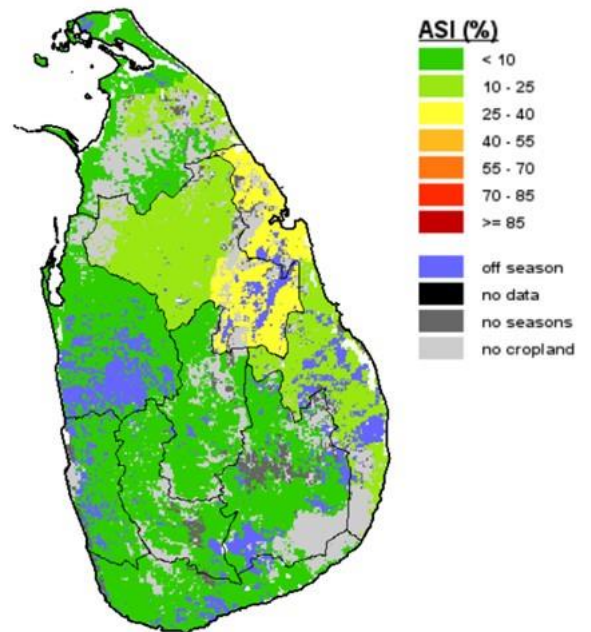 ASI (%)
< 10
10 - 25
25 - 40
40 - 55
55 - 70
70 - 85
>= 85
off season
no data
no seasons
no cropland